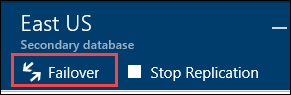 East US
Secondary database
Failover Stop Replication